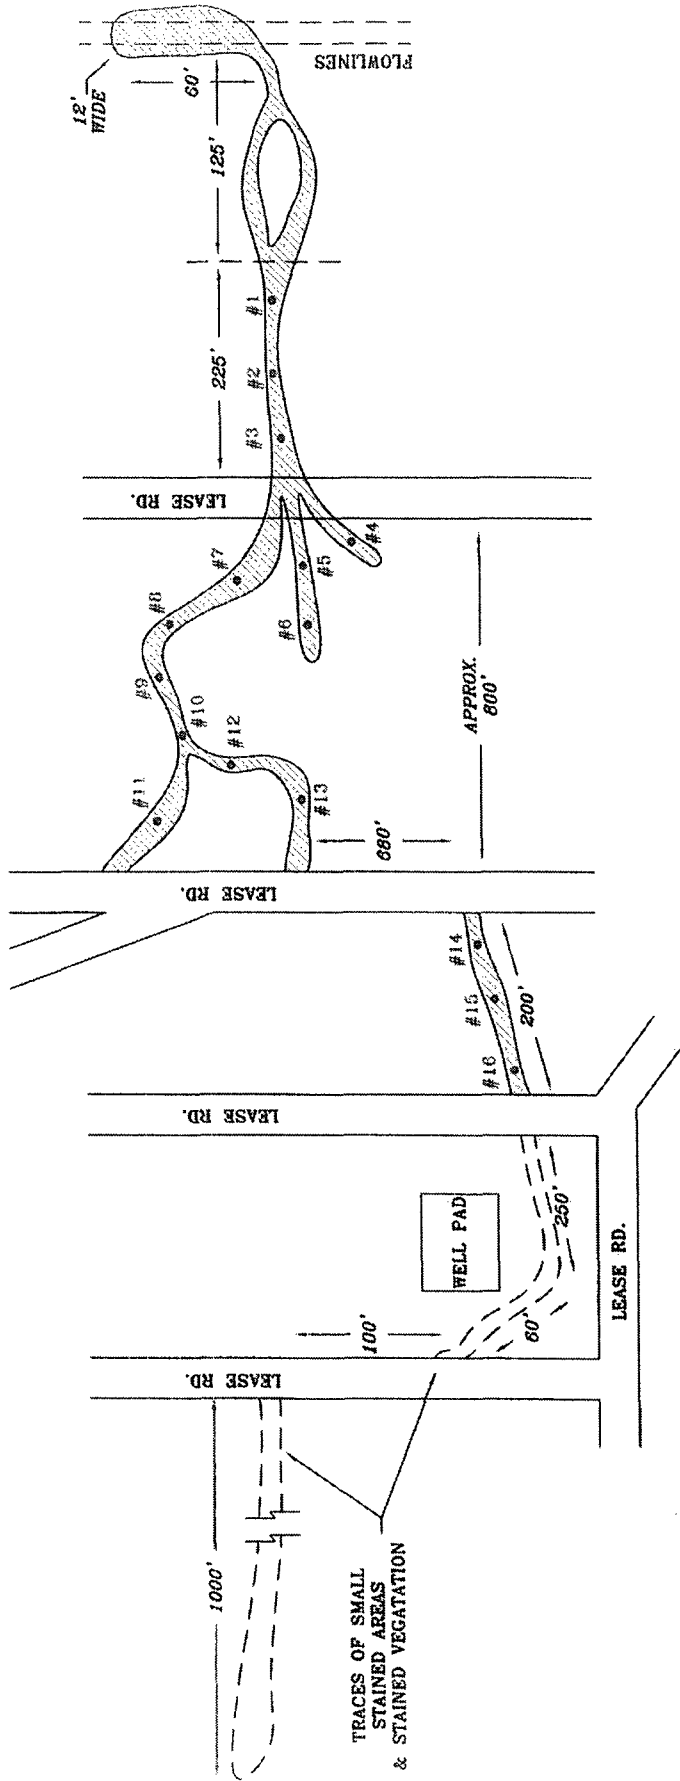 12'
WIDE
60'
FLOWLINES
125'
225'
#1
#2
#3
LEASE RD.
#4
#5
#6
#7
#8
#9
#10
#11
#12
#13
APPROX.
800'
680'
LEASE RD.
#14
#15
#16
200'
LEASE RD.
WELL PAD
250'
60'
100'
LEASE RD.
LEASE RD.
1000'
TRACES OF SMALL
STAINED AREAS
& STAINED VEGATATION